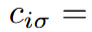 c_{iσ} =